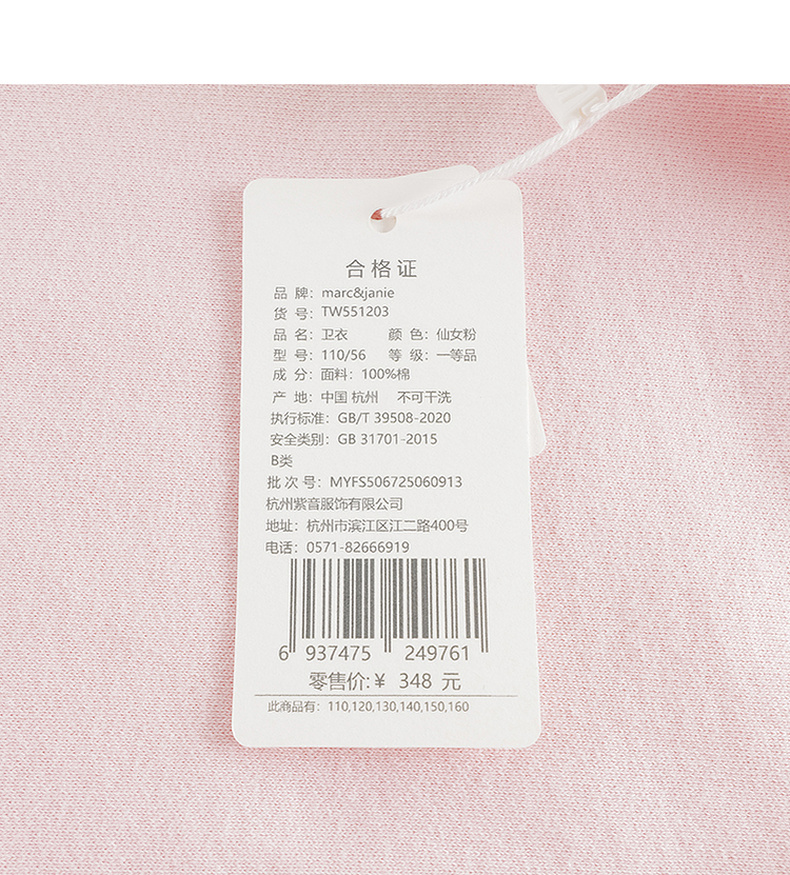 合格证
品 牌：marc&janie
货 号：TW551203
品 名：卫衣 颜 色：仙女粉
型 号：110/56 等 级：一等品
成 分：面料：100%棉
产 地：中国 杭州 不可干洗
执行标准：GB/T 39508-2020
安全类别：GB 31701-2015
B类
批 次 号：MYFS506725060913
杭州紫音服饰有限公司
地址：杭州市滨江区江二路400号
电话：0571-82666919
6 937475 249761
零售价:￥ 348 元
此商品有：110,120,130,140,150,160